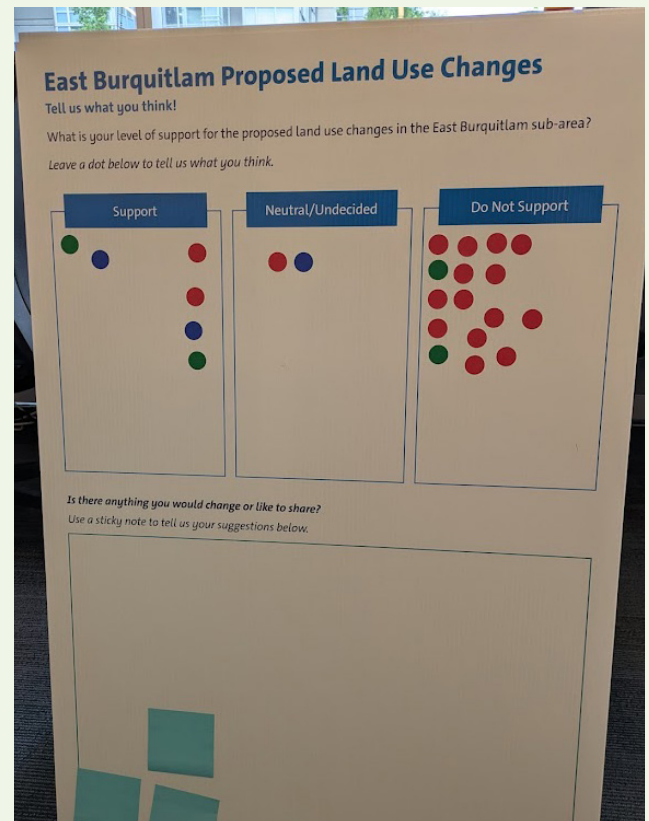 East Burquitlam Proposed Land Use Changes
Tell us what you think!
What is your level of support for the proposed land use changes in the East Burquitlam sub-area?
Leave a dot below to tell us what you think.
Support
Neutral/Undecided
Do Not Support
Is there anything you would change or like to share?
Use a sticky note to tell us your suggestions below.